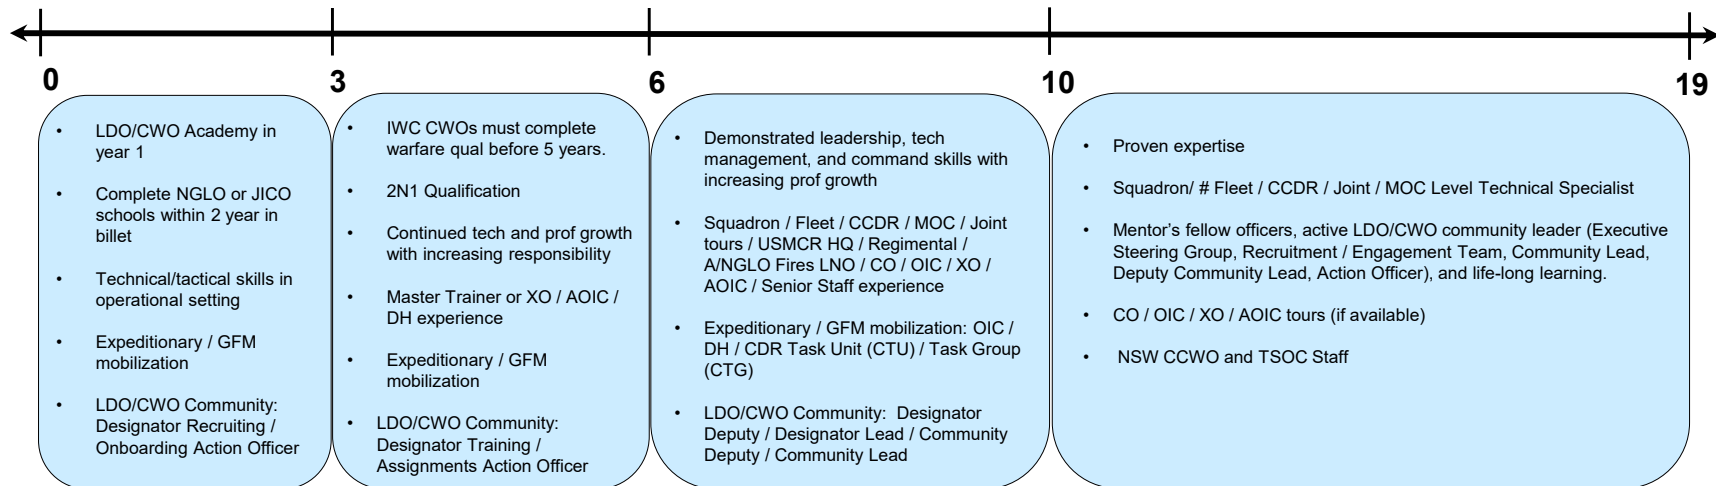 0
3
6
10
19
• LDO/CWO Academy in
year 1
• Complete NGLO or JICO
schools within 2 year in
billet
• Technical/tactical skills in
operational setting
• Expeditionary / GFM
mobilization
• LDO/CWO Community:
Designator Recruiting /
Onboarding Action Officer
• IWC CWOs must complete
warfare qual before 5 years.
• 2N1 Qualification
• Continued tech and prof growth
with increasing responsibility
• Master Trainer or XO / AOIC /
DH experience
• Expeditionary / GFM
mobilization
• LDO/CWO Community:
Designator Training /
Assignments Action Officer
• Demonstrated leadership, tech
management, and command skills with
increasing prof growth
• Squadron / Fleet / CCDR / MOC / Joint
tours / USMCR HQ / Regimental /
A/NGLO Fires LNO / CO / OIC / XO /
AOIC / Senior Staff experience
• Expeditionary / GFM mobilization: OIC /
DH / CDR Task Unit (CTU) / Task Group
(CTG)
• LDO/CWO Community: Designator
Deputy / Designator Lead / Community
Deputy / Community Lead
• Proven expertise
• Squadron/ # Fleet / CCDR / Joint / MOC Level Technical Specialist
• Mentor's fellow officers, active LDO/CWO community leader (Executive
Steering Group, Recruitment / Engagement Team, Community Lead,
Deputy Community Lead, Action Officer), and life-long learning.
• CO / OIC / XO / AOIC tours (if available)
• NSW CCWO and TSOC Staff